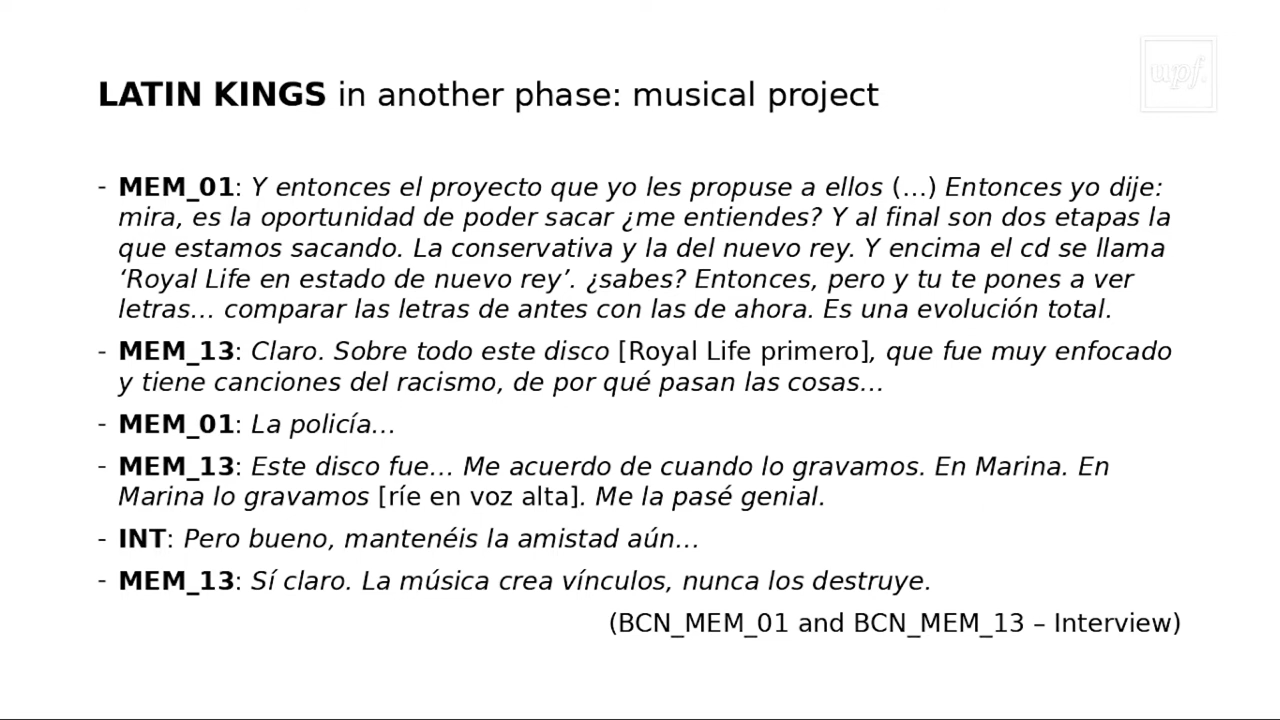 upf.
LATIN KINGS in another phase: musical project
- MEM_01: Y entonces el proyecto que yo les propuse a ellos (…) Entonces yo dije:
mira, es la oportunidad de poder sacar ¿me entiendes? Y al final son dos etapas la
que estamos sacando. La conservativa y la del nuevo rey. Y encima el cd se llama
‘Royal Life en estado de nuevo rey’. ¿sabes? Entonces, pero y tu te pones a ver
letras… comparar las letras de antes con las de ahora. Es una evolución total.
- MEM_13: Claro. Sobre todo este disco [Royal Life primero], que fue muy enfocado
y tiene canciones del racismo, de por qué pasan las cosas…
- MEM_01: La policía…
- MEM_13: Este disco fue… Me acuerdo de cuando lo gravamos. En Marina. En
Marina lo gravamos [ríe en voz alta]. Me la pasé genial.
- INT: Pero bueno, mantenéis la amistad aún…
- MEM_13: Sí claro. La música crea vínculos, nunca los destruye.
(BCN_MEM_01 and BCN_MEM_13 – Interview)